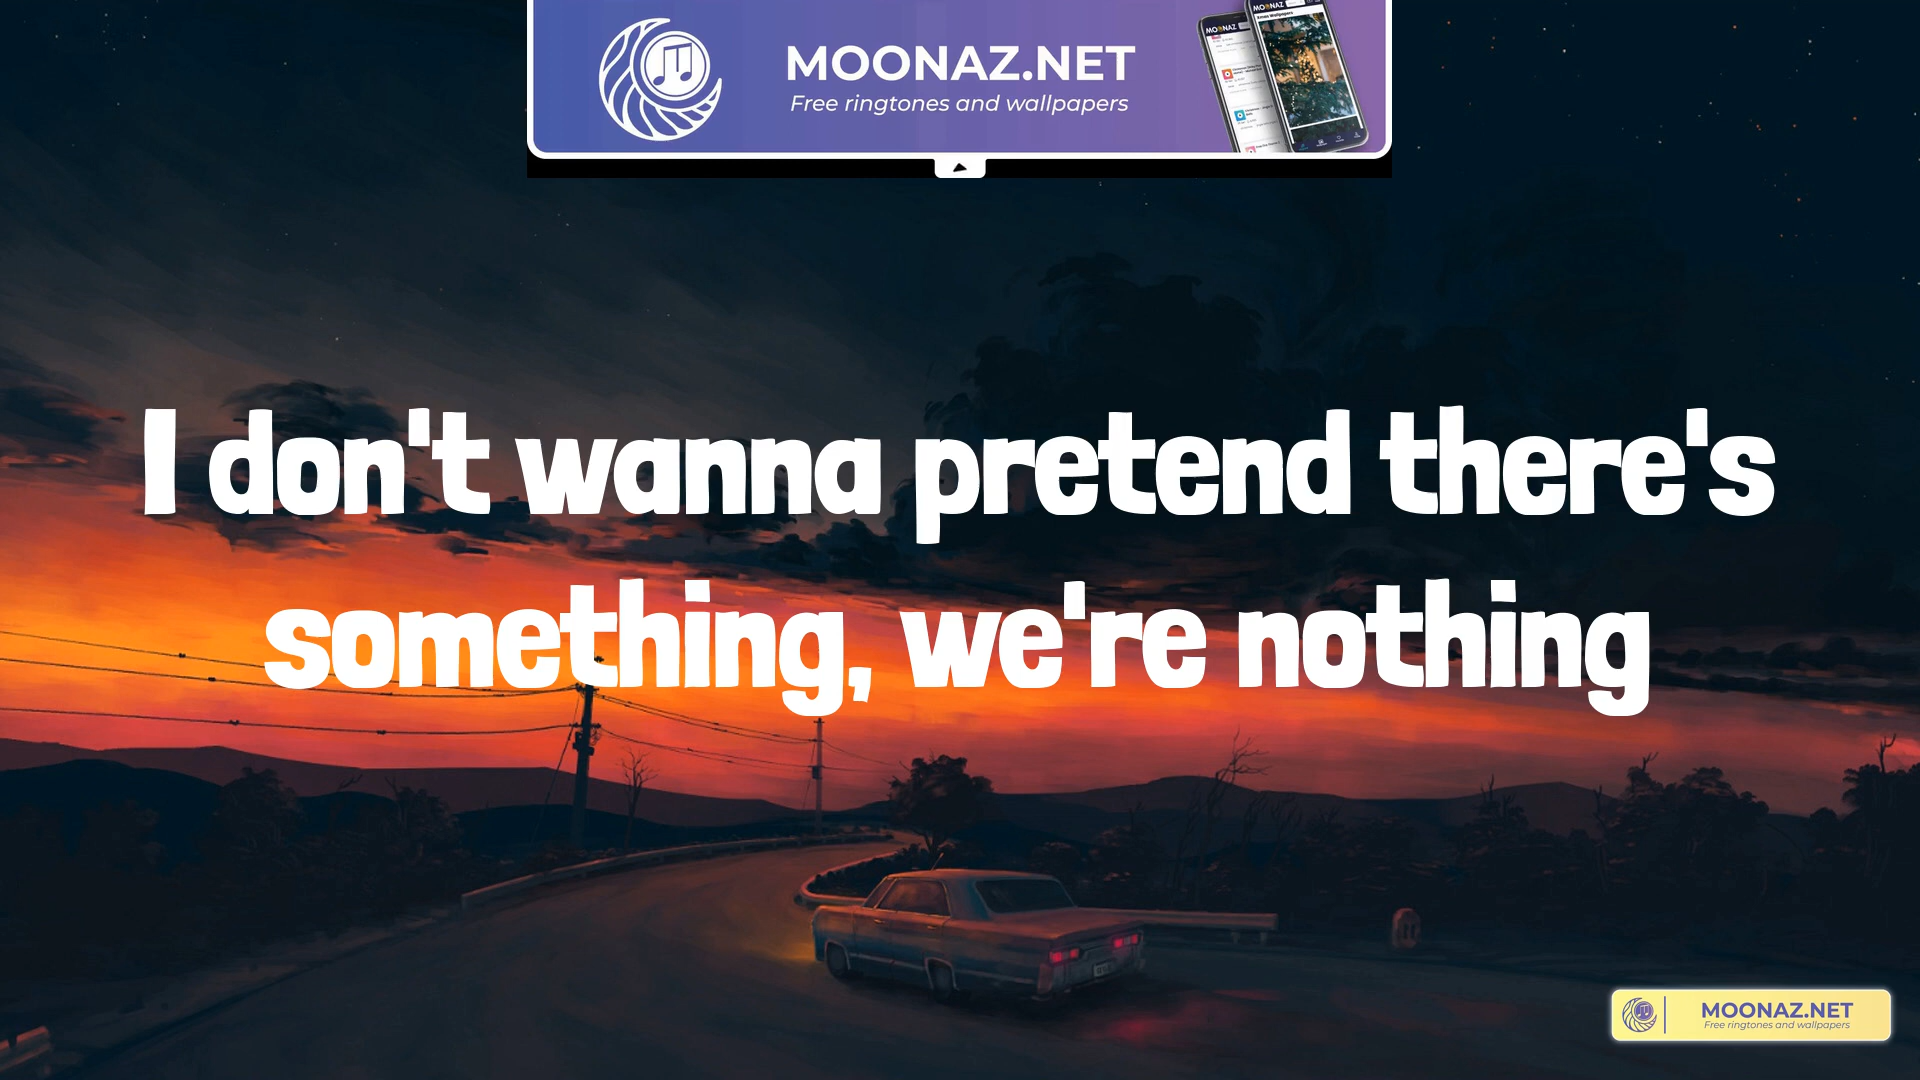 MOONAZ.NET
Free ringtones and wallpapers
I don't wanna pretend there's
something, we're nothing
MOONAZ.NET
Free ringtones and wallpapers